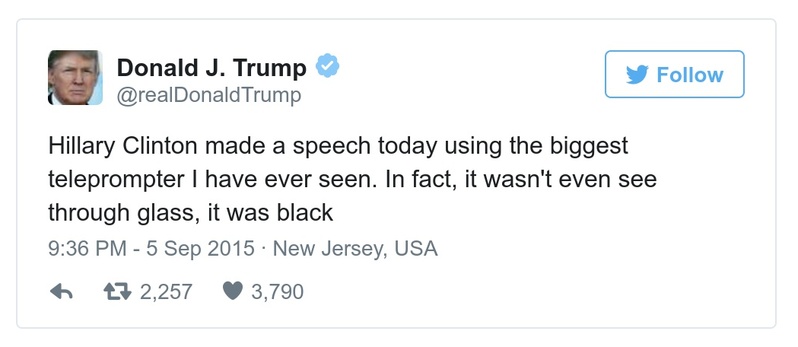 Donald J. Trump
@realDonaldTrump
Follow
Hillary Clinton made a speech today using the biggest
teleprompter I have ever seen. In fact, it wasn't even see
through glass, it was black
9:36 PM - 5 Sep 2015 · New Jersey, USA
2,257 3,790